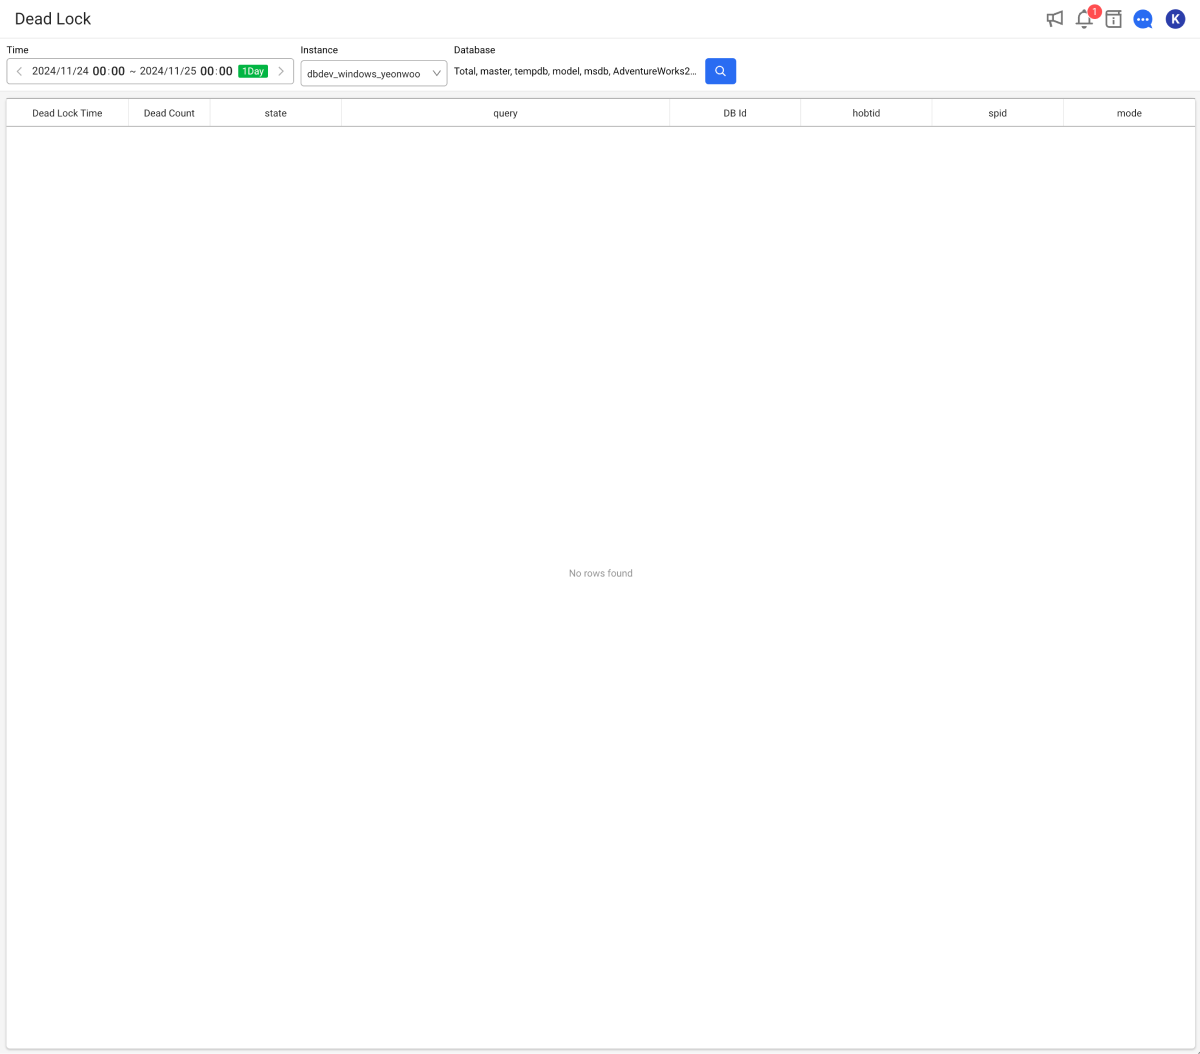 Dead Lock
1
K
Time
Instance
Database
2024/11/24 00:00 ~ 2024/11/25 00:00 1Day
dbdev_windows_yeonwoo
Total, master, tempdb, model, msdb, AdventureWorks2...
Dead Lock Time
Dead Count
state
query
DB Id
hobtid
spid
mode
No rows found